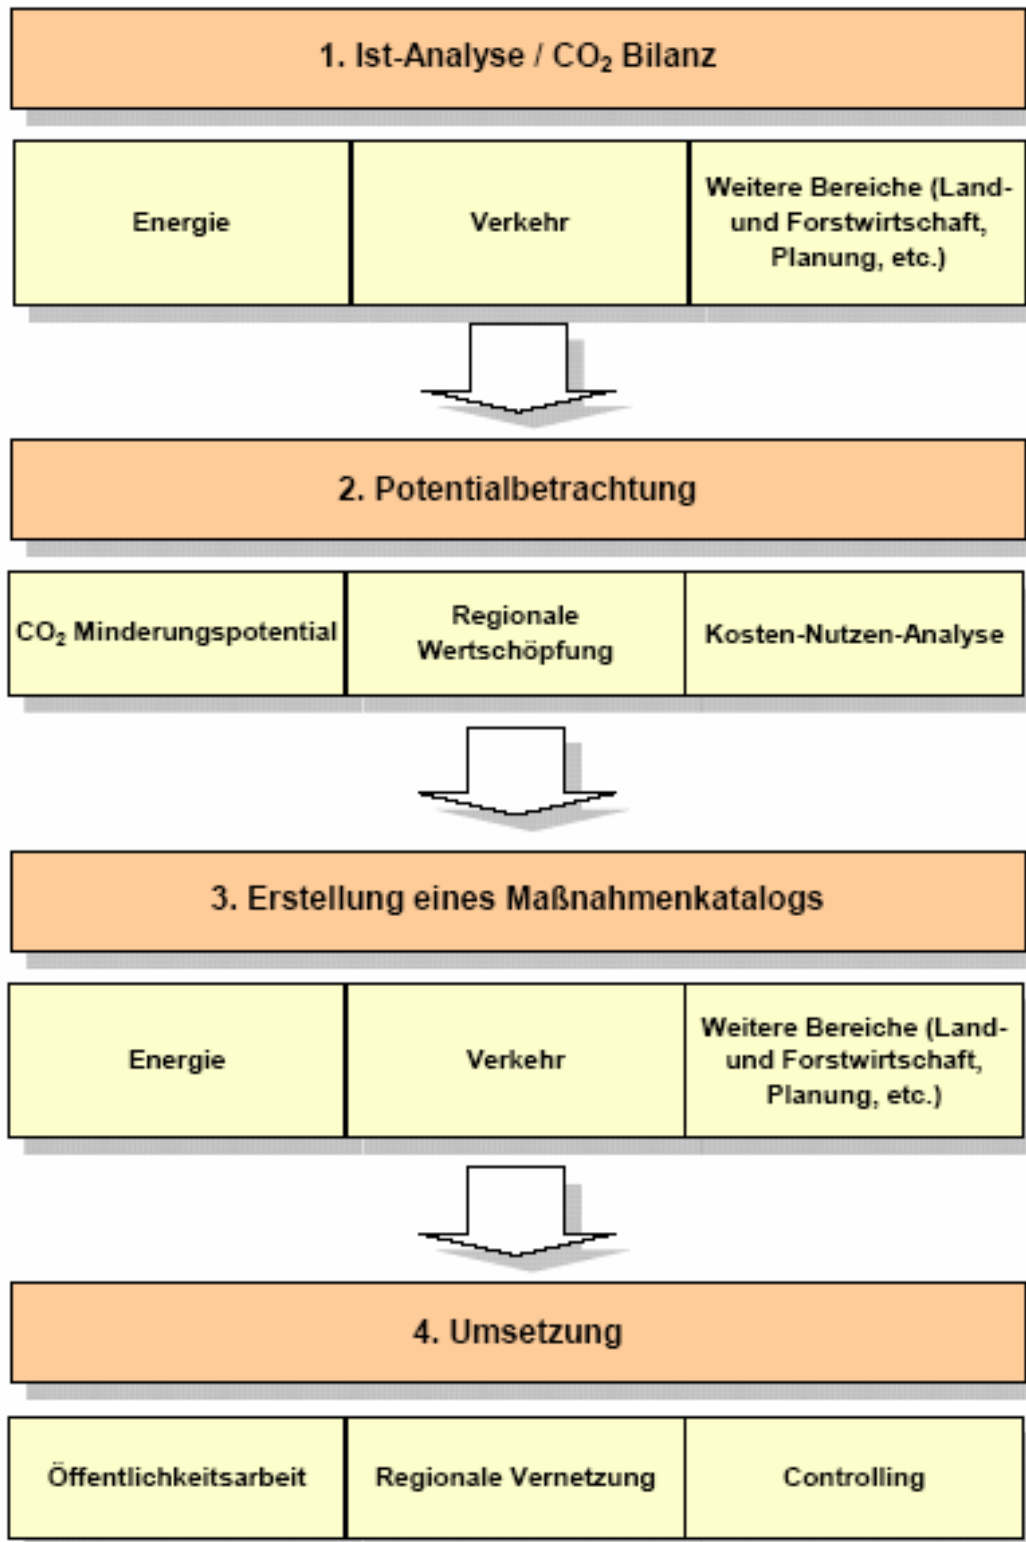 1. Ist-Analyse / CO₂ Bilanz
Energie
Verkehr
Weitere Bereiche (Land-
und Forstwirtschaft,
Planung, etc.)
2. Potentialbetrachtung
CO₂ Minderungspotential
Regionale
Wertschöpfung
Kosten-Nutzen-Analyse
3. Erstellung eines Maßnahmenkatalogs
Energie
Verkehr
Weitere Bereiche (Land-
und Forstwirtschaft,
Planung, etc.)
4. Umsetzung
Öffentlichkeitsarbeit
Regionale Vernetzung
Controlling